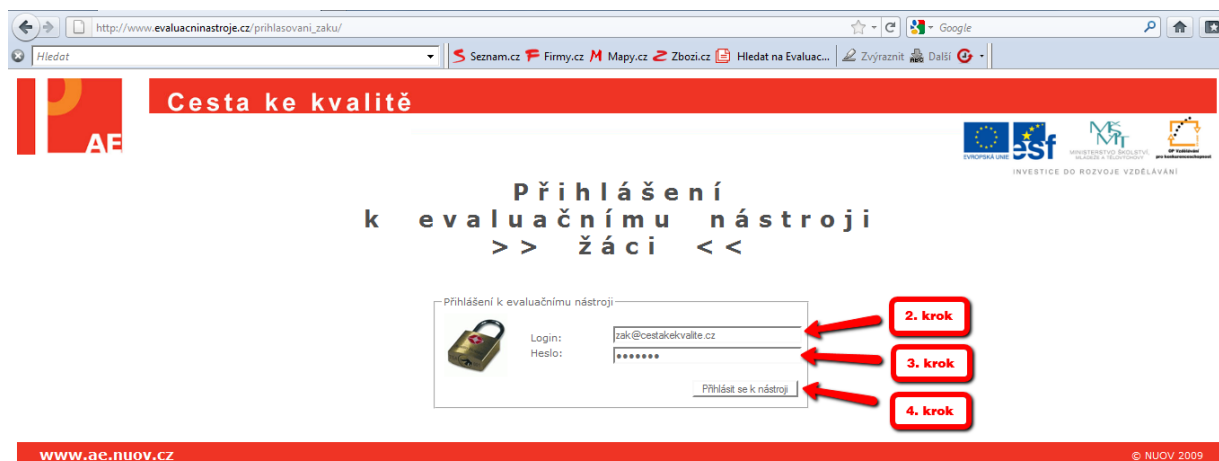 http://www.evaluacninastroje.cz/prihlasovani_zaku/
Google
Hledat
Seznam.cz Firmy.cz Mapy.cz Zbozi.cz Hledat na Evaluac... Zvýraznit Další
Cesta ke kvalitě
AE
EVROPSKÁ UNIE
esf
MŠMT
MINISTERSTVO ŠKOLSTVÍ,
MLÁDEŽE A TĚLOVÝCHOVY
OP Vzdělávání
pro konkurenceschopnost
INVESTICE DO ROZVOJE VZDĚLÁVÁNÍ
Přihlášení
k evaluačnímu nástroji
>> žáci <<
Přihlášení k evaluačnímu nástroji
Login: zak@cestakekvalite.cz
2. krok
Heslo: •••••••
3. krok
Přihlásit se k nástroji
4. krok
www.ae.nuov.cz
© NUOV 2009